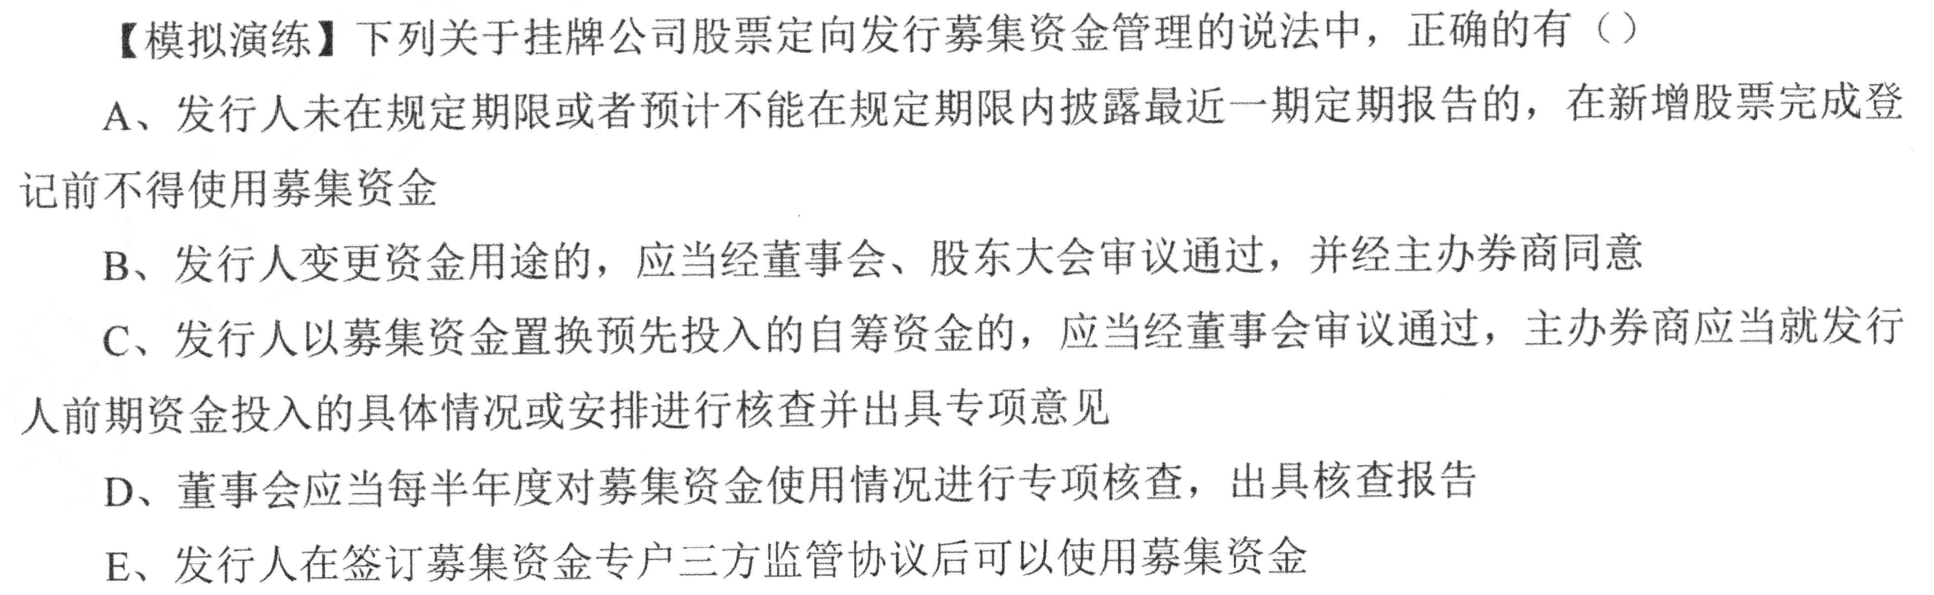 【模拟演练】下列关于挂牌公司股票定向发行募集资金管理的说法中，正确的有（）
A、发行人未在规定期限或者预计不能在规定期限内披露最近一期定期报告的，在新增股票完成登
记前不得使用募集资金
B、发行人变更资金用途的，应当经董事会、股东大会审议通过，并经主办券商同意
C、发行人以募集资金置换预先投入的自筹资金的，应当经董事会审议通过，主办券商应当就发行
人前期资金投入的具体情况或安排进行核查并出具专项意见
D、董事会应当每半年度对募集资金使用情况进行专项核查，出具核查报告
E、发行人在签订募集资金专户三方监管协议后可以使用募集资金